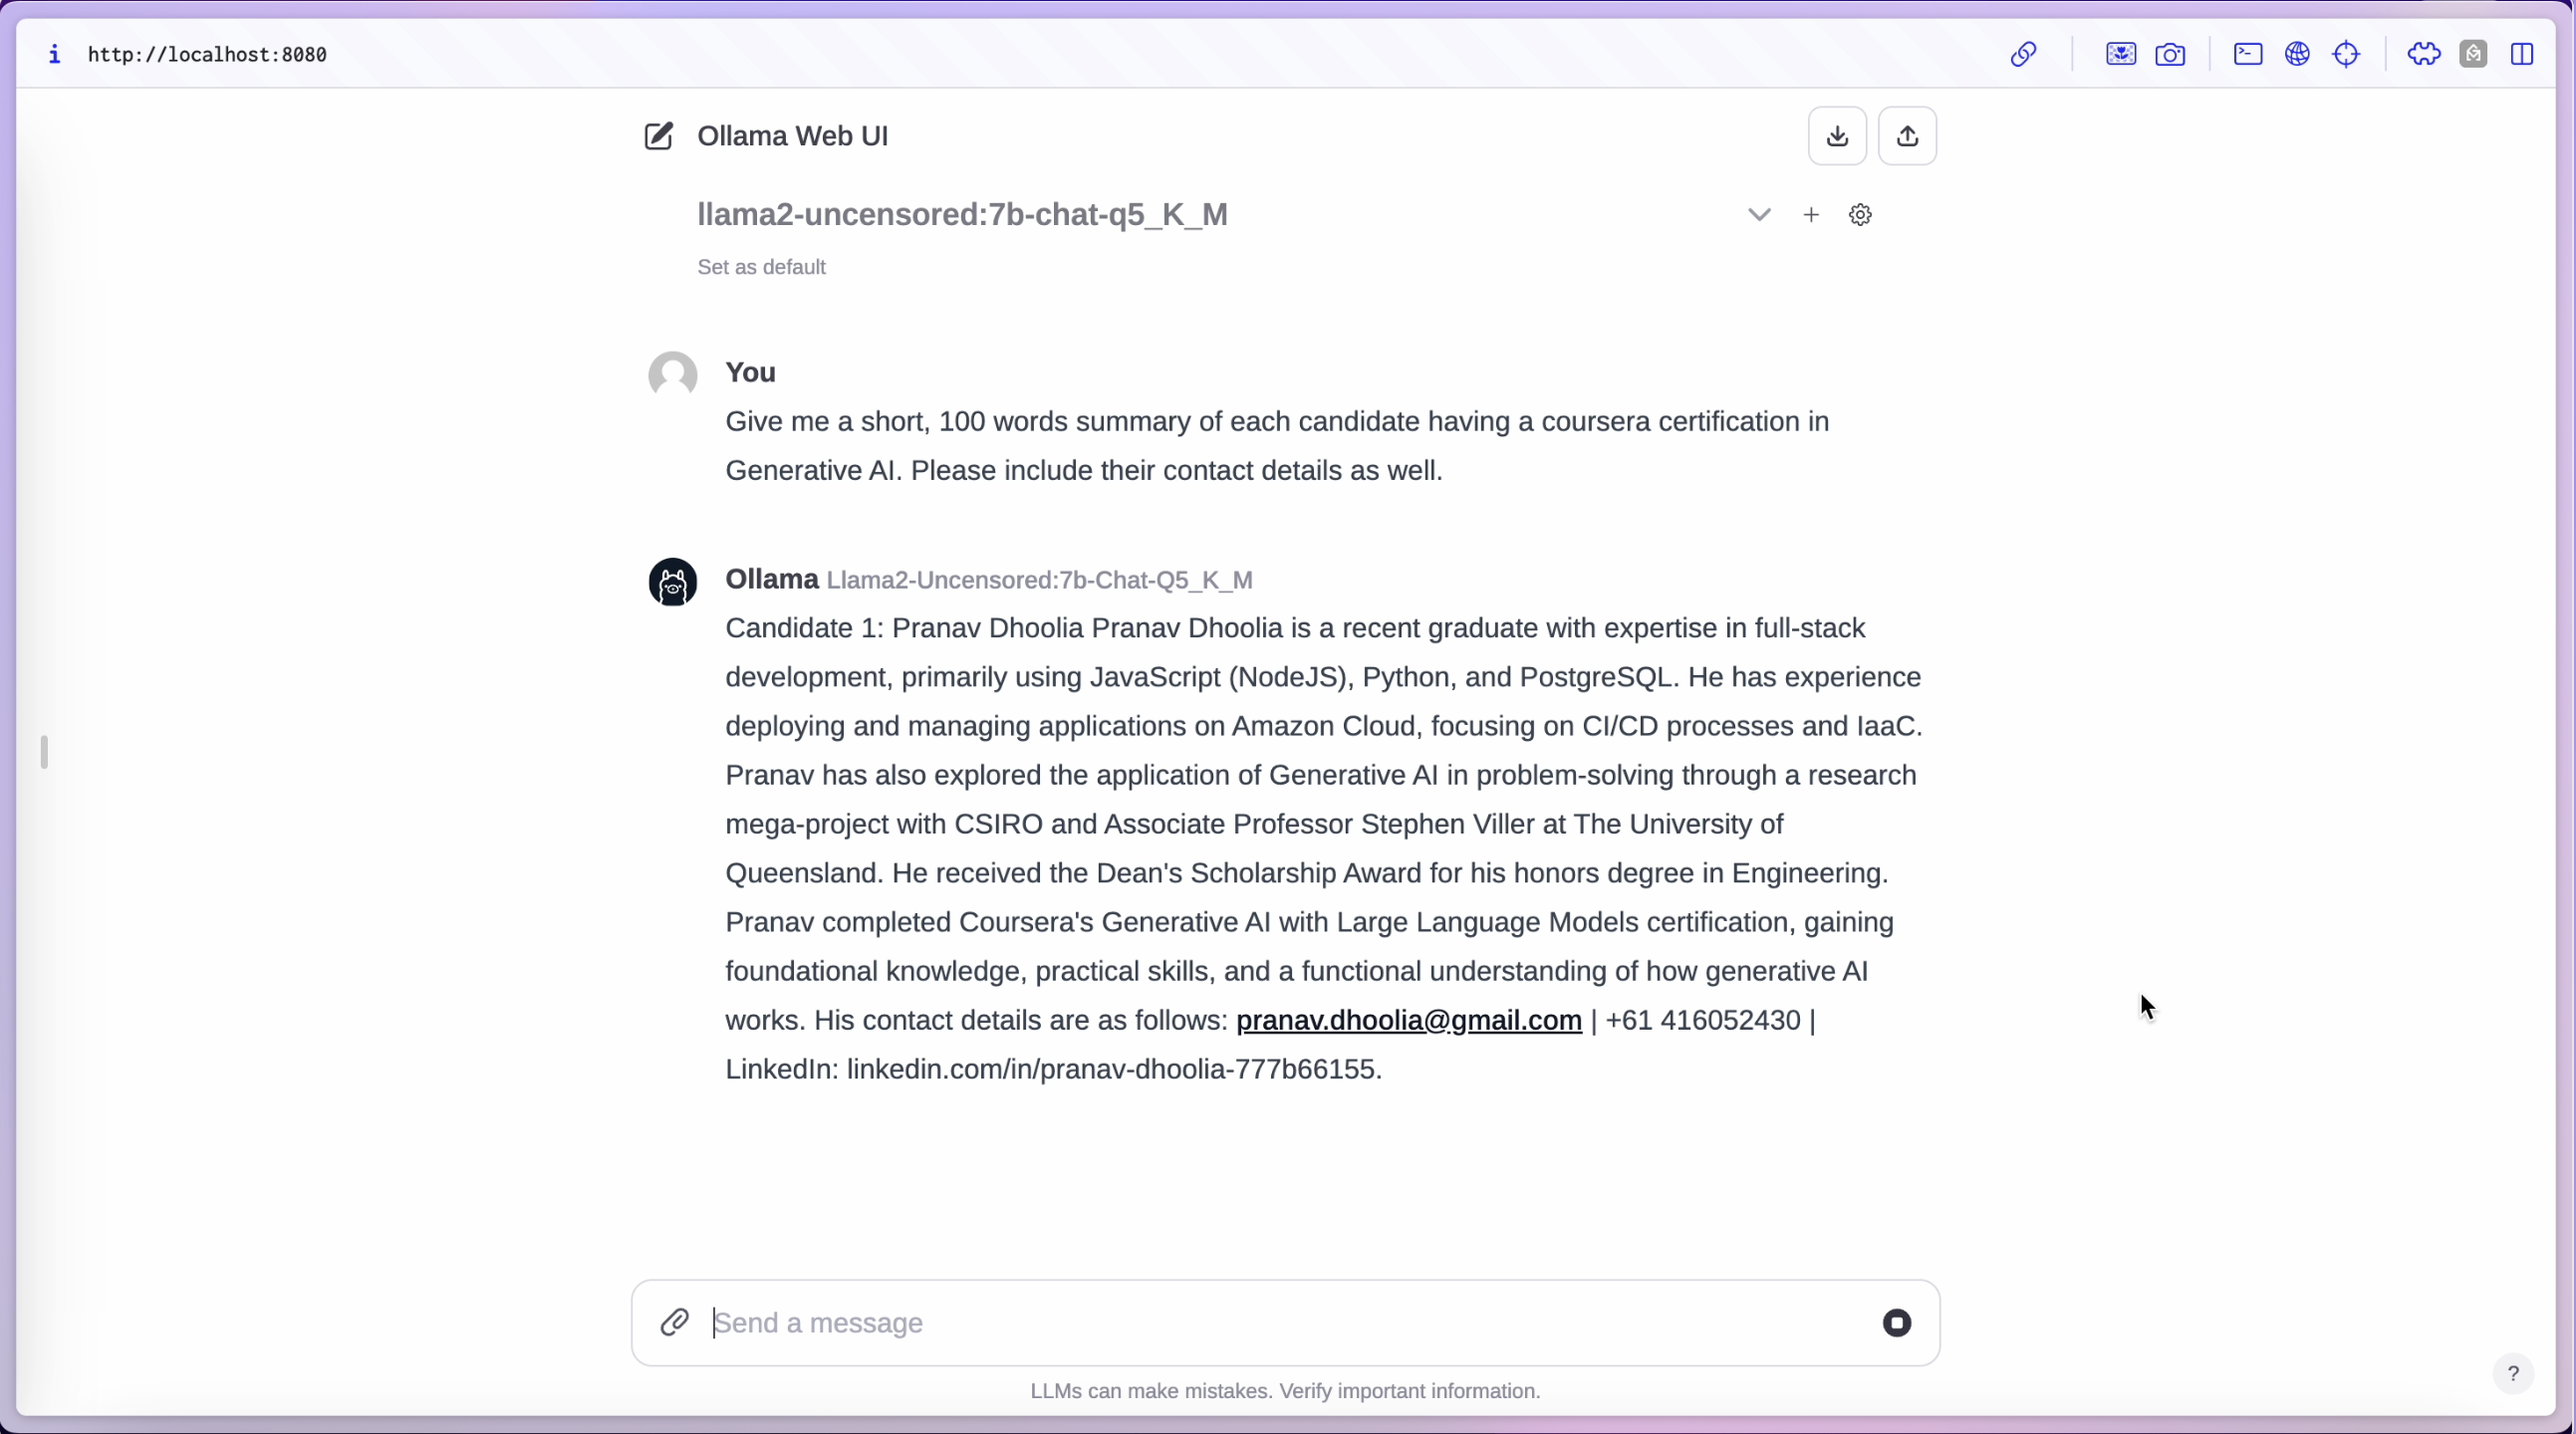 i http://localhost:8080
Ollama Web UI
llama2-uncensored:7b-chat-q5_K_M
Set as default
You
Give me a short, 100 words summary of each candidate having a coursera certification in
Generative AI. Please include their contact details as well.
Ollama Llama2-Uncensored:7b-Chat-Q5_K_M
Candidate 1: Pranav Dhoolia Pranav Dhoolia is a recent graduate with expertise in full-stack
development, primarily using JavaScript (NodeJS), Python, and PostgreSQL. He has experience
deploying and managing applications on Amazon Cloud, focusing on CI/CD processes and IaaC.
Pranav has also explored the application of Generative AI in problem-solving through a research
mega-project with CSIRO and Associate Professor Stephen Viller at The University of
Queensland. He received the Dean's Scholarship Award for his honors degree in Engineering.
Pranav completed Coursera's Generative AI with Large Language Models certification, gaining
foundational knowledge, practical skills, and a functional understanding of how generative AI
works. His contact details are as follows: pranav.dhoolia@gmail.com | +61 416052430 |
LinkedIn: linkedin.com/in/pranav-dhoolia-777b66155.
Send a message
LLMs can make mistakes. Verify important information.
?